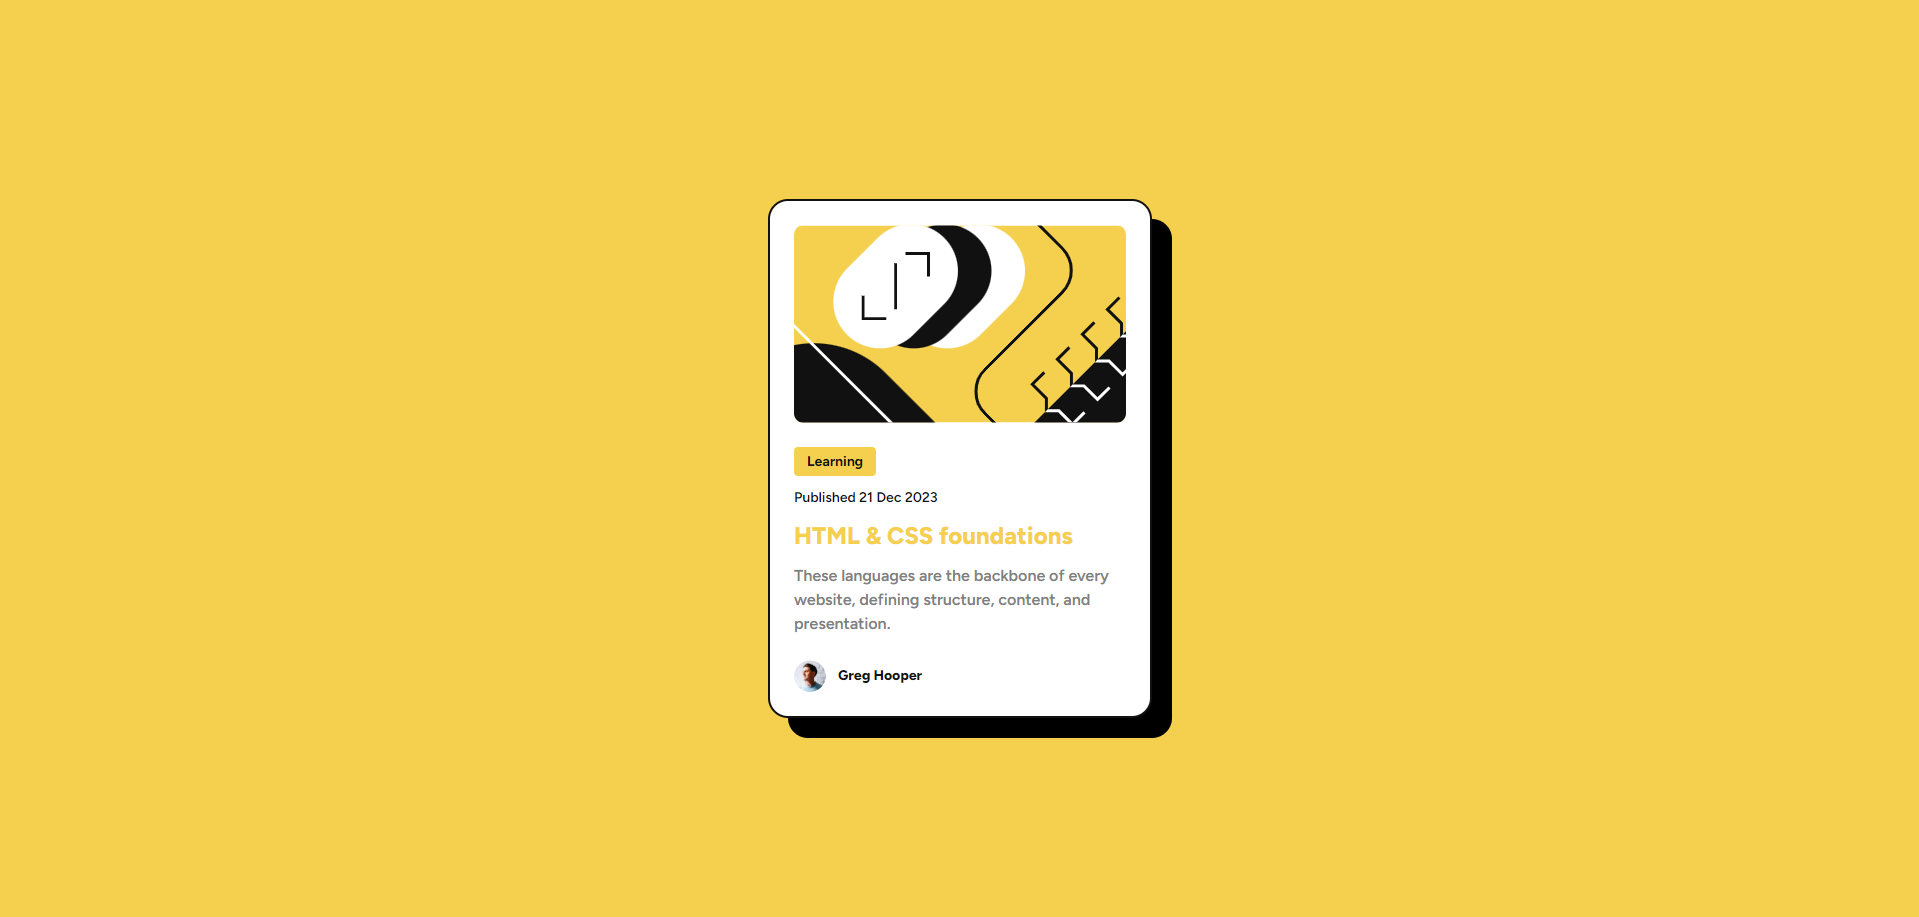 Learning
Published 21 Dec 2023
HTML & CSS foundations
These languages are the backbone of every
website, defining structure, content, and
presentation.
Greg Hooper